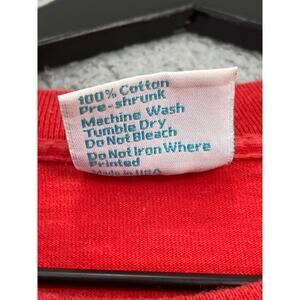 100% Cotton
Pre-shrunk
Machine Wash
Tumble Dry
Do Not Bleach
Do Not Iron Where
Printed
Made in USA